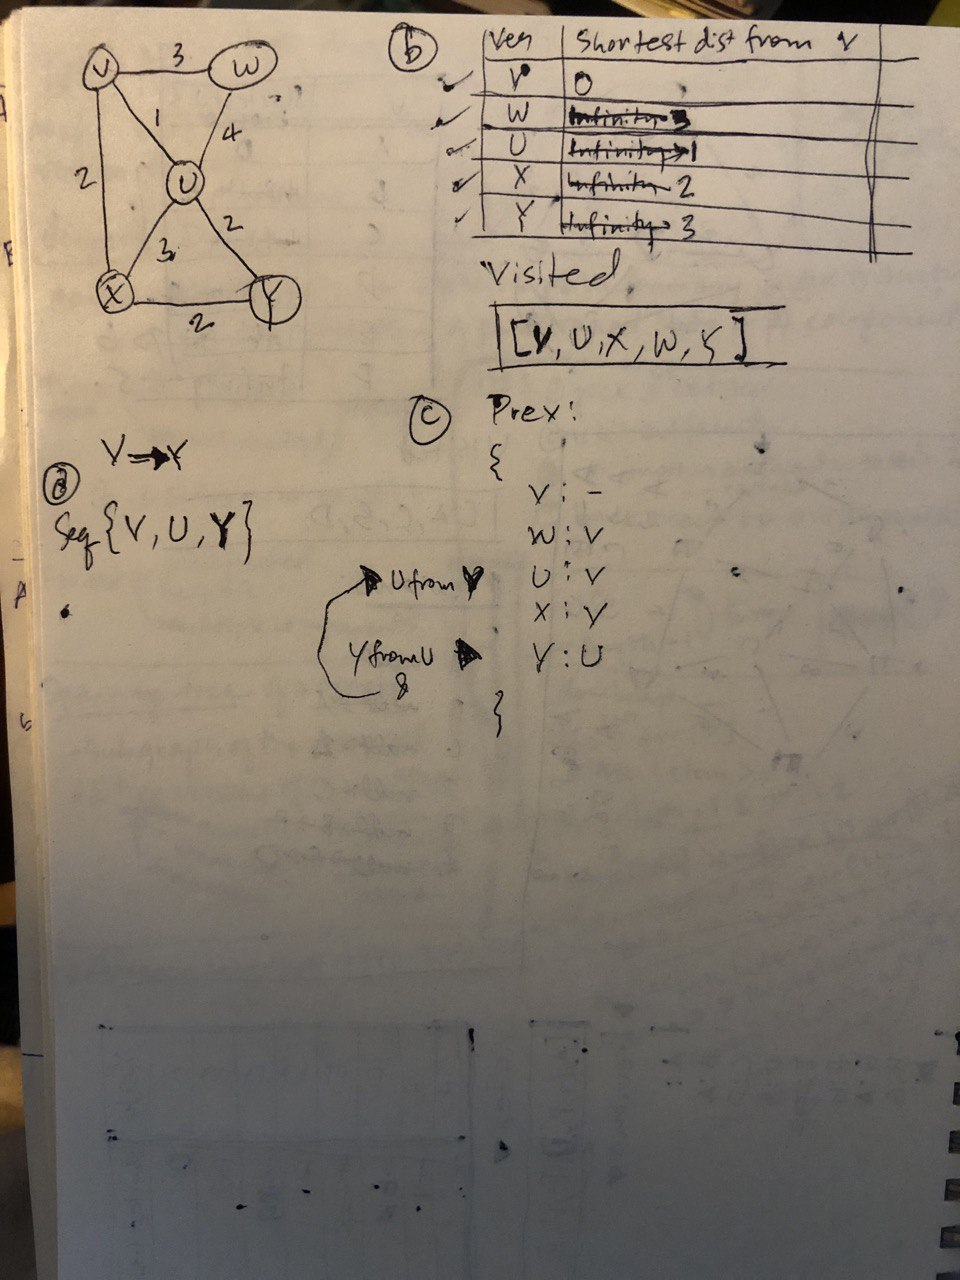 V 3 W
1 4
2
U
3 2
X 2 Y
V → Y
a
Seq {V, U, Y}
b
Ver Shortest dist from v
V 0
W Infinity 3
U Infinity 1
X Infinity 2
Y Infinity 3
Visited
[V, U, X, W, Y]
c
Prev:
{
V : -
W : V
U from V U : V
X : V
Y from U Y : U
&
}